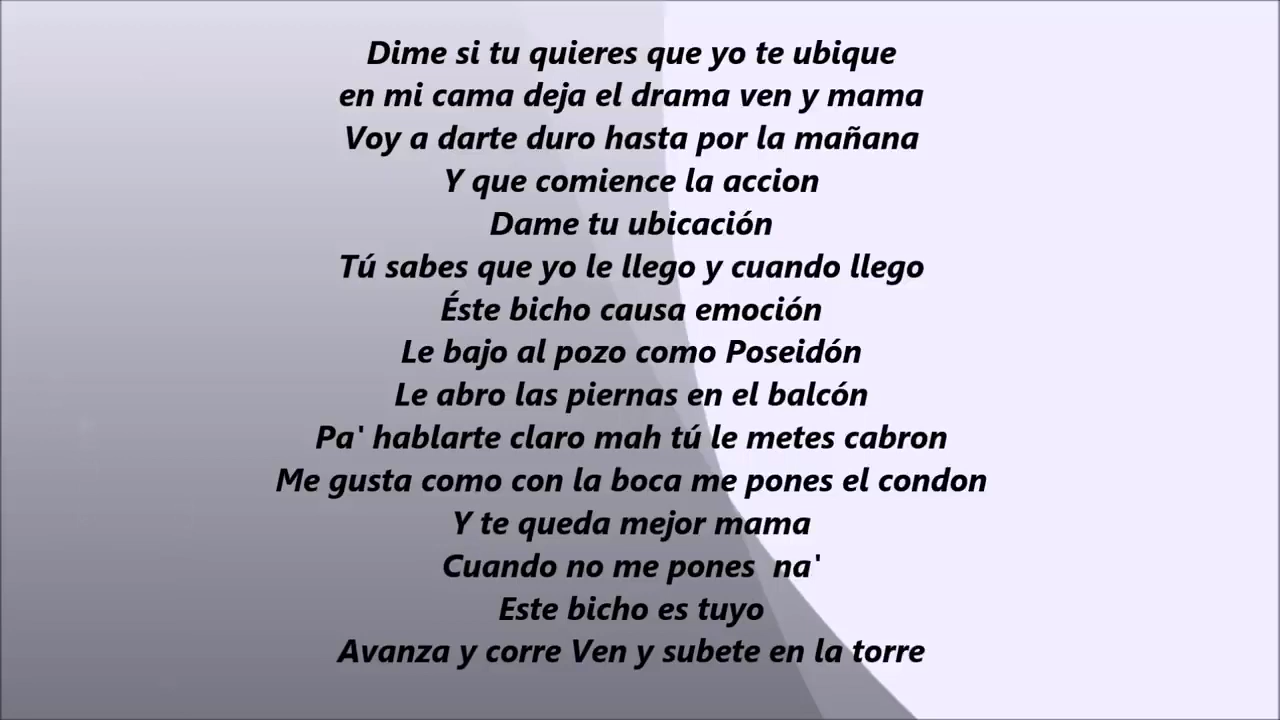 Dime si tu quieres que yo te ubique
en mi cama deja el drama ven y mama
Voy a darte duro hasta por la mañana
Y que comience la accion
Dame tu ubicación
Tú sabes que yo le llego y cuando llego
Éste bicho causa emoción
Le bajo al pozo como Poseidón
Le abro las piernas en el balcón
Pa' hablarte claro mah tú le metes cabron
Me gusta como con la boca me pones el condon
Y te queda mejor mama
Cuando no me pones  na'
Este bicho es tuyo
Avanza y corre Ven y subete en la torre